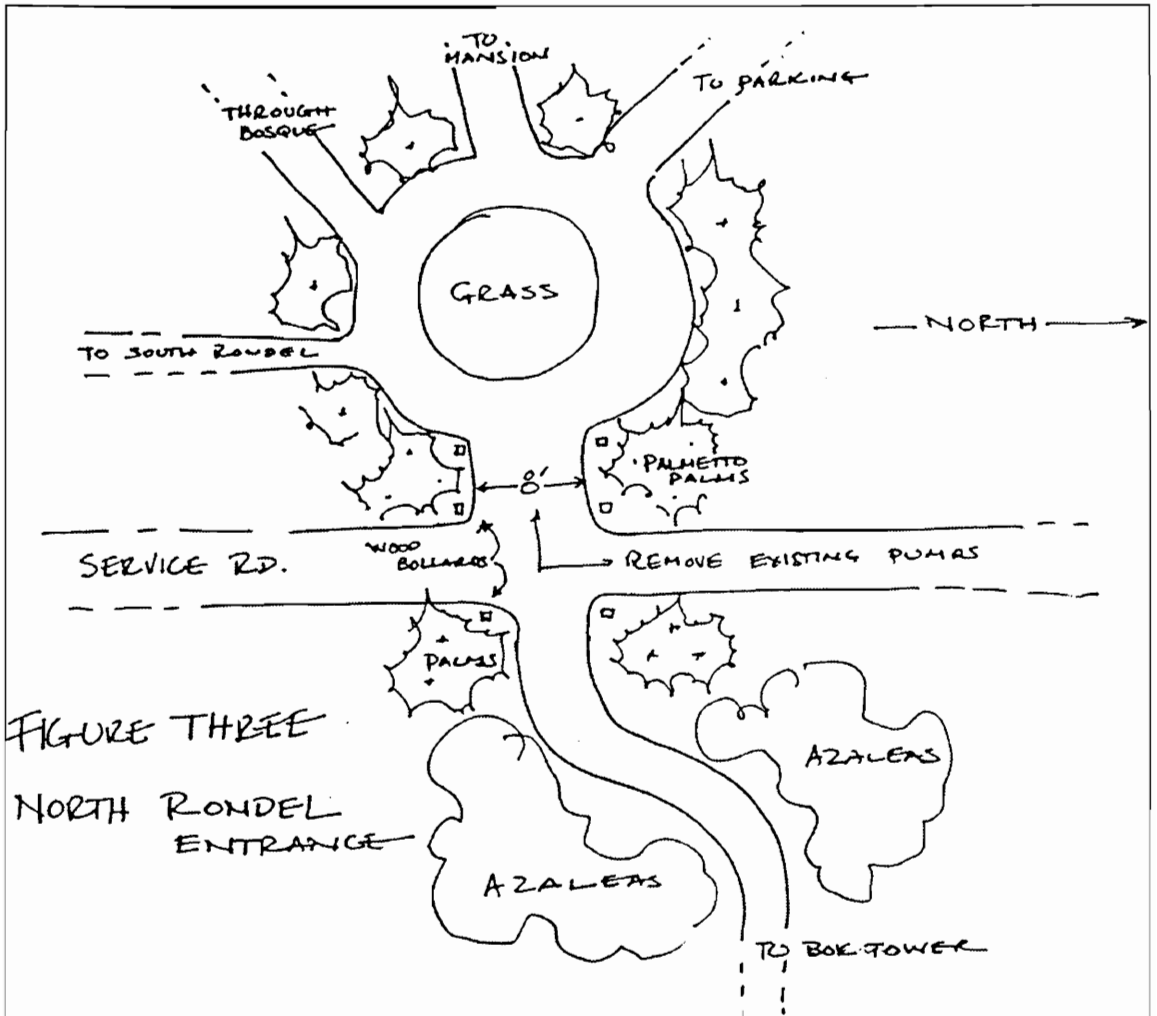 TO
MANSION
TO PARKING
THROUGH
BOSQUE
GRASS
NORTH
TO SOUTH RONDEL
8'
PALMETTO
PALMS
WOOD
BOLLARDS
SERVICE RD.
REMOVE EXISTING PUMPS
PALMS
FIGURE THREE
NORTH RONDEL
ENTRANCE
AZALEAS
AZALEAS
TO BOK TOWER